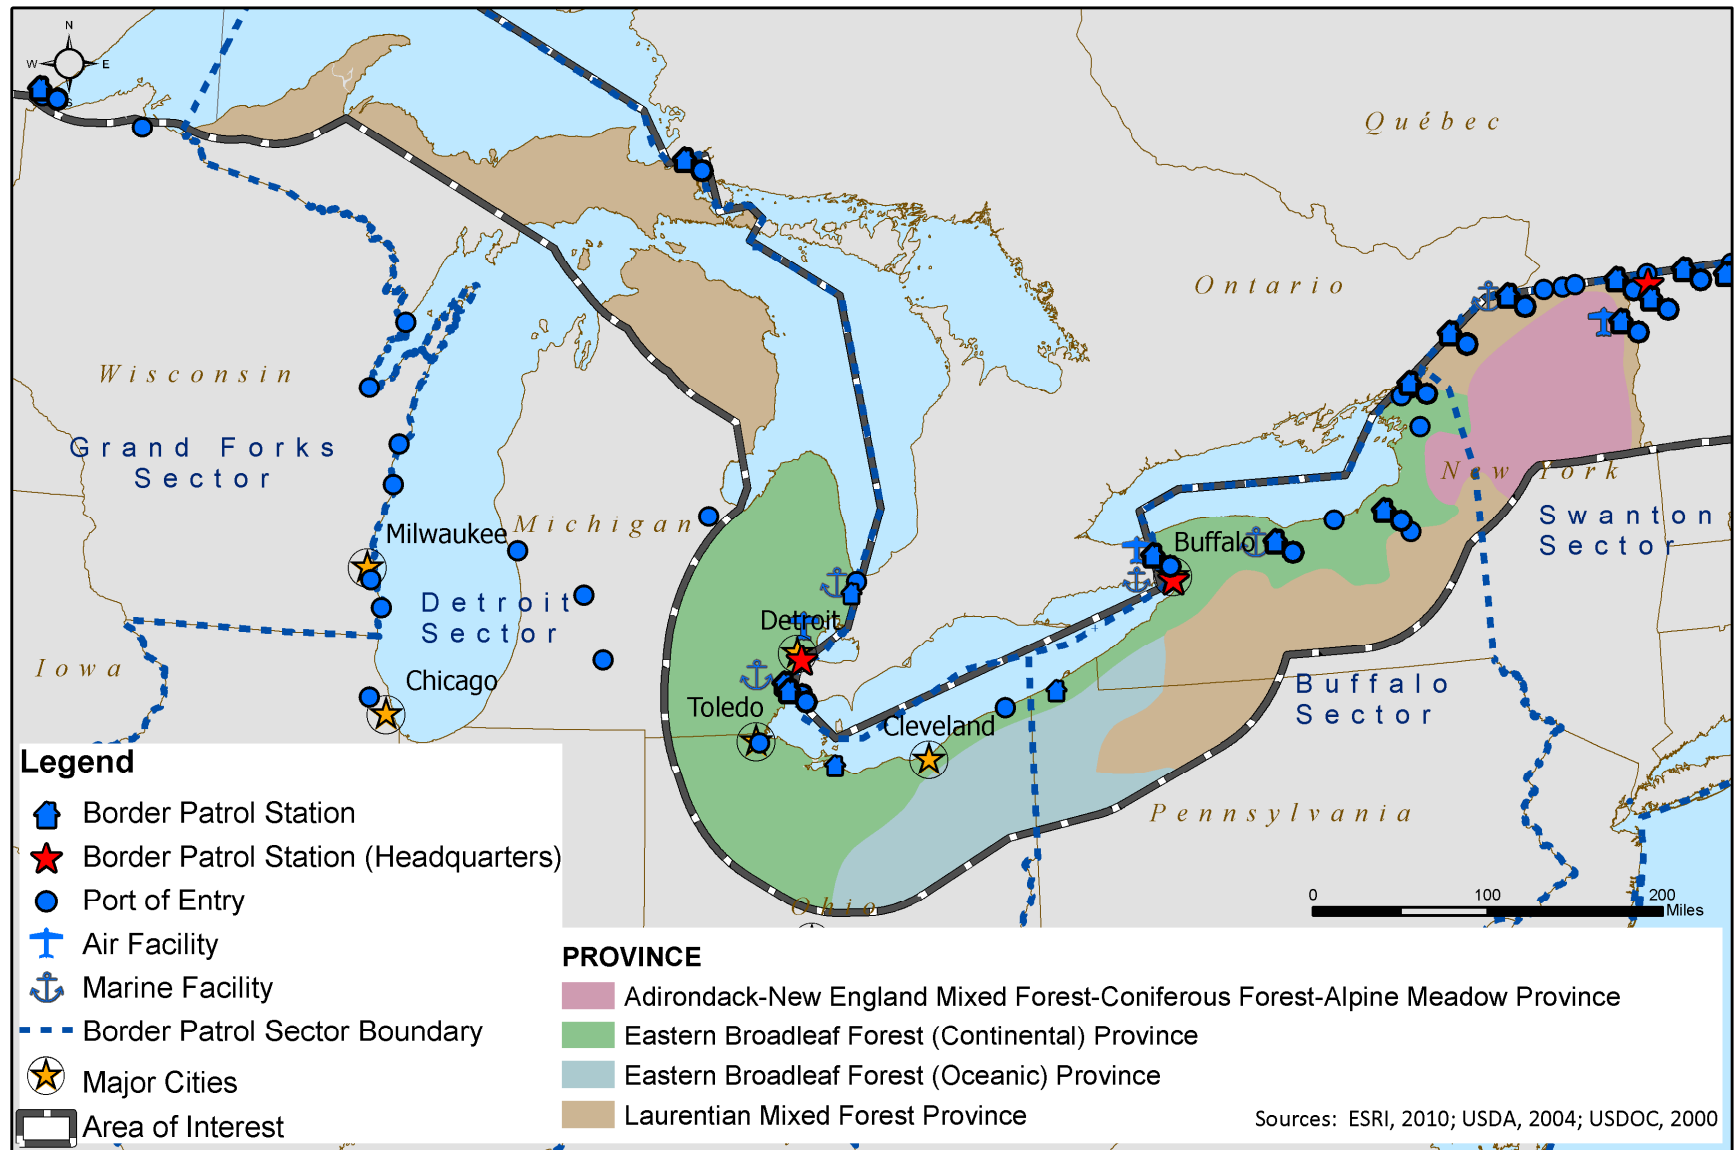 N
W
E
S
Québec
Ontario
Wisconsin
Grand Forks
Sector
Milwaukee
Michigan
New York
Swanton
Sector
Buffalo
Detroit
Sector
Detroit
Iowa
Chicago
Toledo
Cleveland
Buffalo
Sector
Pennsylvania
Ohio
0 100 200
Miles
Legend
Border Patrol Station
Border Patrol Station (Headquarters)
Port of Entry
Air Facility
Marine Facility
Border Patrol Sector Boundary
Major Cities
Area of Interest
PROVINCE
Adirondack-New England Mixed Forest-Coniferous Forest-Alpine Meadow Province
Eastern Broadleaf Forest (Continental) Province
Eastern Broadleaf Forest (Oceanic) Province
Laurentian Mixed Forest Province
Sources: ESRI, 2010; USDA, 2004; USDOC, 2000